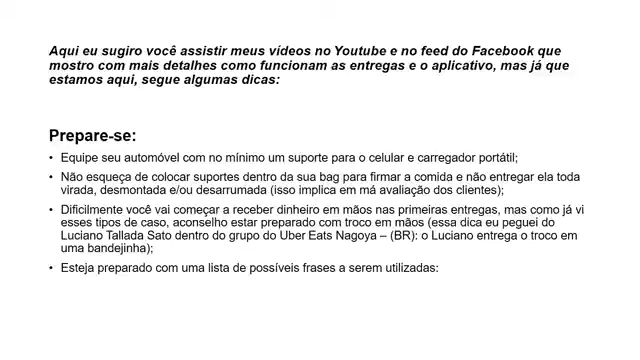 Aqui eu sugiro você assistir meus vídeos no Youtube e no feed do Facebook que
mostro com mais detalhes como funcionam as entregas e o aplicativo, mas já que
estamos aqui, segue algumas dicas:
Prepare-se:
• Equipe seu automóvel com no mínimo um suporte para o celular e carregador portátil;
• Não esqueça de colocar suportes dentro da sua bag para firmar a comida e não entregar ela toda
virada, desmontada e/ou desarrumada (isso implica em má avaliação dos clientes);
• Dificilmente você vai começar a receber dinheiro em mãos nas primeiras entregas, mas como já vi
esses tipos de caso, aconselho estar preparado com troco em mãos (essa dica eu peguei do
Luciano Tallada Sato dentro do grupo do Uber Eats Nagoya – (BR): o Luciano entrega o troco em
uma bandejinha);
• Esteja preparado com uma lista de possíveis frases a serem utilizadas: